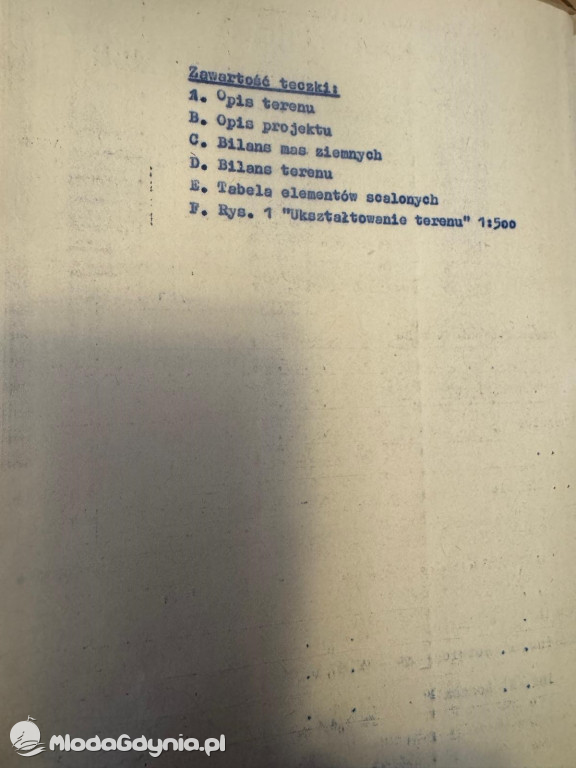 Zawartość teczki:
A. Opis terenu
B. Opis projektu
C. Bilans mas ziemnych
D. Bilans terenu
E. Tabela elementów scalonych
F. Rys. 1 "Ukształtowanie terenu" 1:500
MlodaGdynia.pl